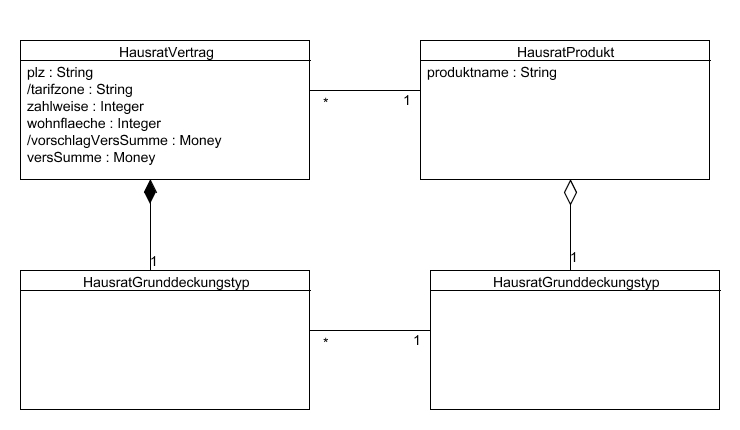 HausratVertrag
plz : String
/tarifzone : String
zahlweise : Integer
wohnflaeche : Integer
/vorschlagVersSumme : Money
versSumme : Money
HausratProdukt
produktname : String
*
1
1
1
HausratGrunddeckungstyp
HausratGrunddeckungstyp
*
1